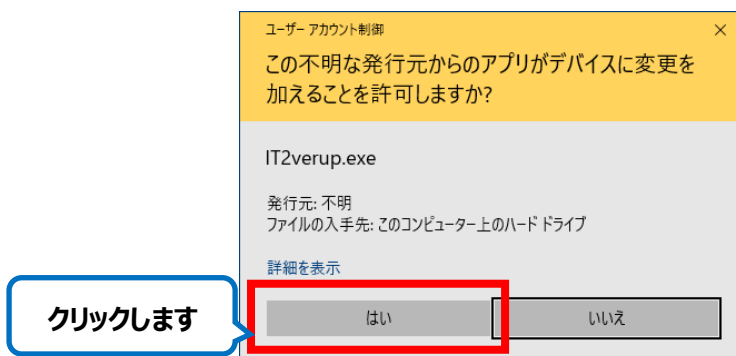 ユーザー アカウント制御
×
この不明な発行元からのアプリがデバイスに変更を
加えることを許可しますか?
IT2verup.exe
発行元: 不明
ファイルの入手先: このコンピューター上のハード ドライブ
詳細を表示
クリックします
はい
いいえ